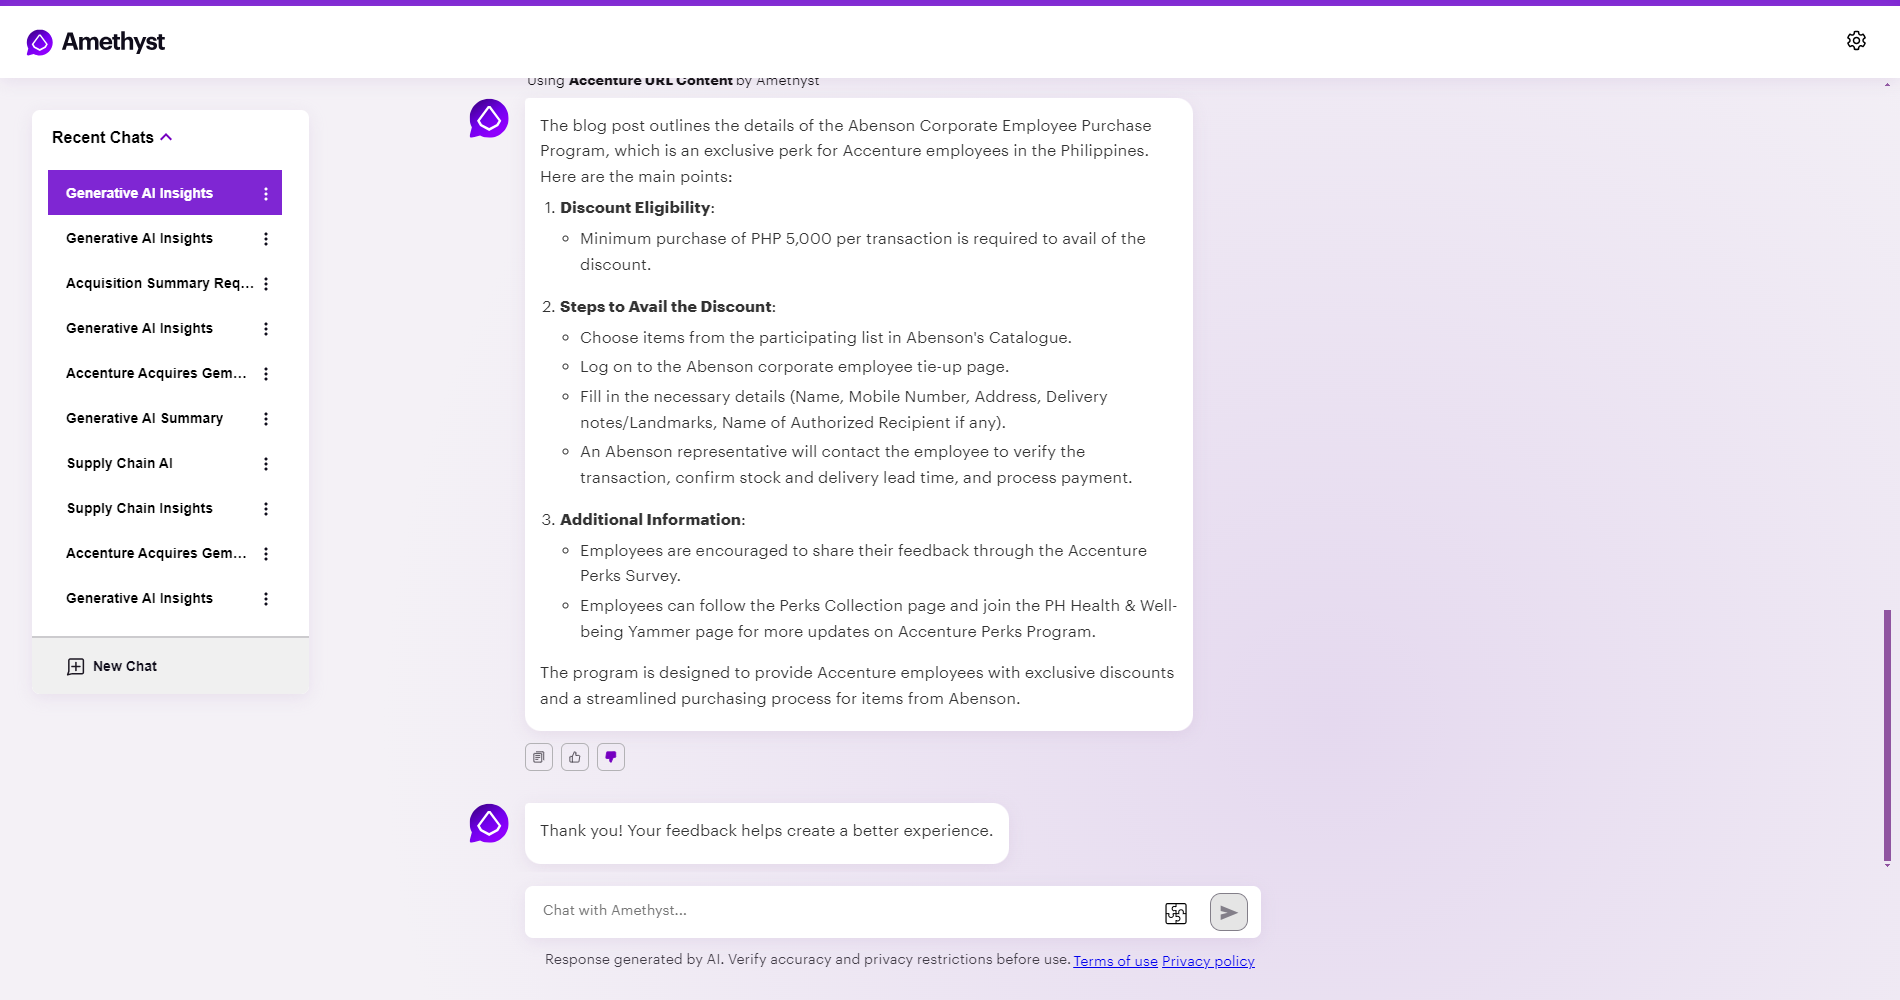 Amethyst
Recent Chats
Generative AI Insights
Generative AI Insights
Acquisition Summary Req...
Generative AI Insights
Accenture Acquires Gem...
Generative AI Summary
Supply Chain AI
Supply Chain Insights
Accenture Acquires Gem...
Generative AI Insights
New Chat
Using Accenture URL Content by Amethyst
The blog post outlines the details of the Abenson Corporate Employee Purchase
Program, which is an exclusive perk for Accenture employees in the Philippines.
Here are the main points:
1. Discount Eligibility:
Minimum purchase of PHP 5,000 per transaction is required to avail of the
discount.
2. Steps to Avail the Discount:
Choose items from the participating list in Abenson's Catalogue.
Log on to the Abenson corporate employee tie-up page.
Fill in the necessary details (Name, Mobile Number, Address, Delivery
notes/Landmarks, Name of Authorized Recipient if any).
An Abenson representative will contact the employee to verify the
transaction, confirm stock and delivery lead time, and process payment.
3. Additional Information:
Employees are encouraged to share their feedback through the Accenture
Perks Survey.
Employees can follow the Perks Collection page and join the PH Health & Well-
being Yammer page for more updates on Accenture Perks Program.
The program is designed to provide Accenture employees with exclusive discounts
and a streamlined purchasing process for items from Abenson.
Thank you! Your feedback helps create a better experience.
Chat with Amethyst...
Response generated by AI. Verify accuracy and privacy restrictions before use. Terms of use Privacy policy